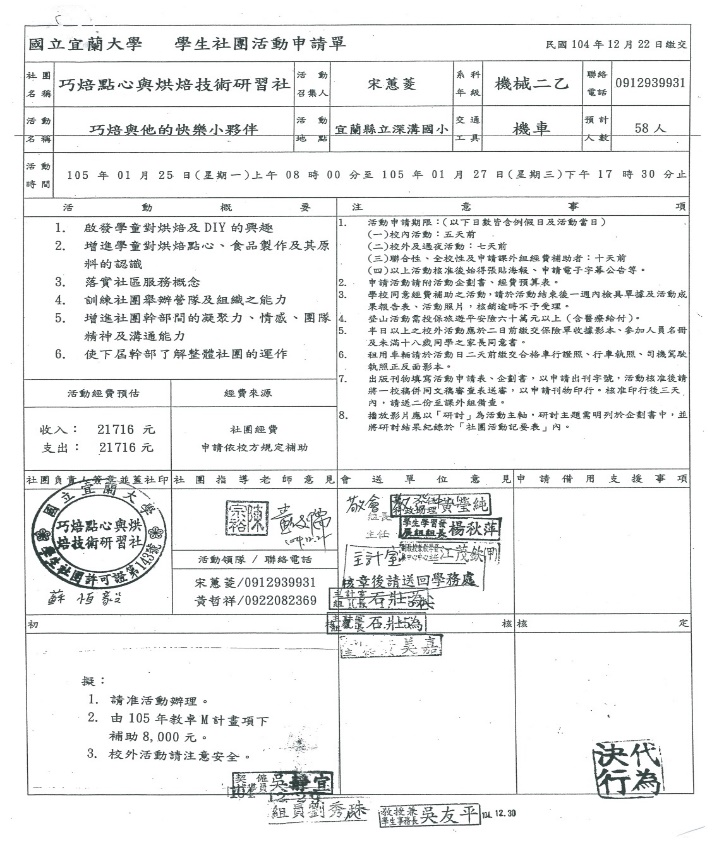 國立宜蘭大學 學生社團活動申請單 民國 104 年 12 月 22 日繳交
社團名稱 巧焙點心與烘焙技術研習社 活動召集人 宋蕙菱 系科年級 機械二乙 聯絡電話 0912939931
活動名稱 巧焙與他的快樂小夥伴 活動地點 宜蘭縣立深溝國小 交通工具 機車 預計人數 58 人
活動時間 105 年 01 月 25 日(星期一)上午 08 時 00 分至 105 年 01 月 27 日(星期三)下午 17 時 30 分止
活動概要
1. 啟發學童對烘焙及 DIY 的興趣
2. 增進學童對烘焙點心、食品製作及其原
料的認識
3. 落實社區服務概念
4. 訓練社團舉辦營隊及組織之能力
5. 增進社團幹部間的凝聚力、情感、團隊
精神及溝通能力
6. 使下屆幹部了解整體社團的運作
注意事項
1. 活動申請期限：(以下日數皆含例假日及活動當日)
(一)校內活動：五天前
(二)校外及過夜活動：七天前
(三)聯合性、全校性及申請課外組經費補助者：十天前
(四)以上活動核准後始得張貼海報、申請電子字幕公告等。
2. 申請活動請附活動企劃書、經費預算表。
3. 學校同意經費補助之活動，請於活動結束後一週內檢具單據及活動成
果報告表、活動照片，核銷逾時不予受理。
4. 登山活動需投保旅遊平安險六十萬元以上(含醫療給付)。
5. 半日以上之校外活動應於二日前繳交保險單收據影本、參加人員名冊
及未滿十八歲同學之家長同意書。
6. 租用車輛請於活動日二天前繳交合格車行證照、行車執照、司機駕駛
執照正反面影本。
7. 出版刊物填寫活動申請表、企劃書，以申請出刊字號，活動核准後請
將一校稿併同文稿審查表送審，以申請刊物印行。核准印行後三天
內，請送二份至課外組備查。
8. 播放影片應以「研討」為活動主軸，研討主題需明列於企劃書中，並
將研討結果紀錄於「社團活動記要表」內。
活動經費預估 經費來源
收入： 21716 元
支出： 21716 元
社團經費
申請依校方規定補助
社團負責人簽章並蓋社印 社團指導老師意見 會送單位意見 申請借用支援事項
國立宜蘭大學
巧焙點心與烘
焙技術研習社
學生社團許可證第149號
陳宗裕
活動領隊 / 聯絡電話
宋蕙菱/0912939931
黃哲祥/0922082369
敬會
組長
主任
黃瑩純
學生學習發展組組長 楊秋萍
主計室
江茂欽
核章後請送回學務處
石壯為
石壯為
初核 核 核定
擬：
1. 請准活動辦理。
2. 由 105 年教卓 M 計畫項下
補助 8,000 元。
3. 校外活動請注意安全。
組員劉秀珠
教授兼學生事務長 吳友平 104.12.30
代為決行